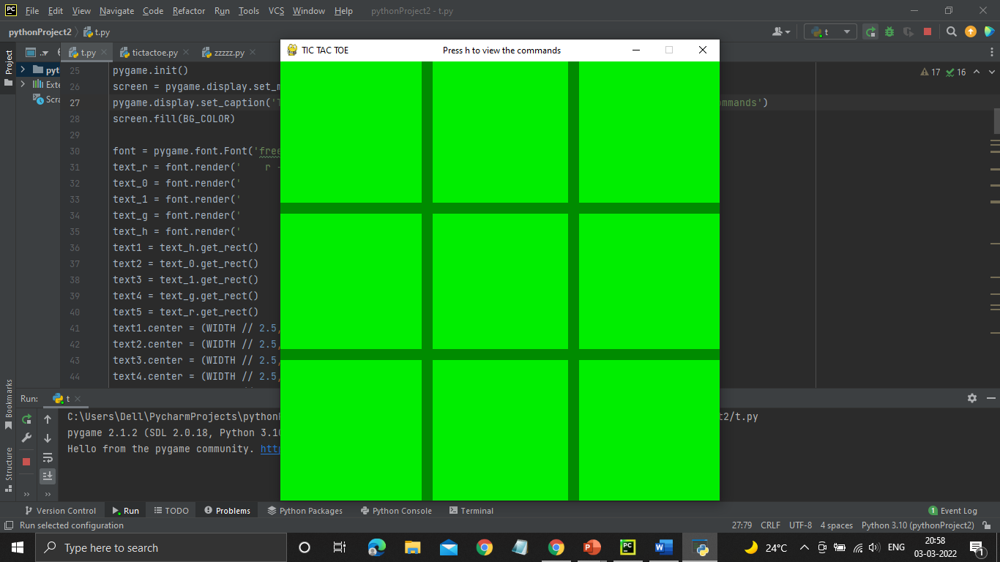 PC File Edit View Navigate Code Refactor Run Tools VCS Window Help pythonProject2 - t.py
pythonProject2 t.py t
t.py tictactoe.py zzzzz.py
TIC TAC TOE Press h to view the commands
Project
pyt
Exte
Scra
17 16
25 pygame.init()
26 screen = pygame.display.set_m
27 pygame.display.set_caption('T mmands')
28 screen.fill(BG_COLOR)
29
30 font = pygame.font.Font('free
31 text_r = font.render('    r -
32 text_0 = font.render('
33 text_1 = font.render('
34 text_g = font.render('
35 text_h = font.render('
36 text1 = text_h.get_rect()
37 text2 = text_0.get_rect()
38 text3 = text_1.get_rect()
39 text4 = text_g.get_rect()
40 text5 = text_r.get_rect()
41 text1.center = (WIDTH // 2.5,
42 text2.center = (WIDTH // 2.5,
43 text3.center = (WIDTH // 2.5,
44 text4.center = (WIDTH // 2.5,
Bookmarks
Structure
Run: t
C:\Users\Dell\PycharmProjects\pythonP t2/t.py
pygame 2.1.2 (SDL 2.0.18, Python 3.10
Hello from the pygame community. http
Version Control Run TODO Problems Python Packages Python Console Terminal 1 Event Log
Run selected configuration 27:79 CRLF UTF-8 4 spaces Python 3.10 (pythonProject2)
Type here to search 24°C ENG 20:58
03-03-2022 1